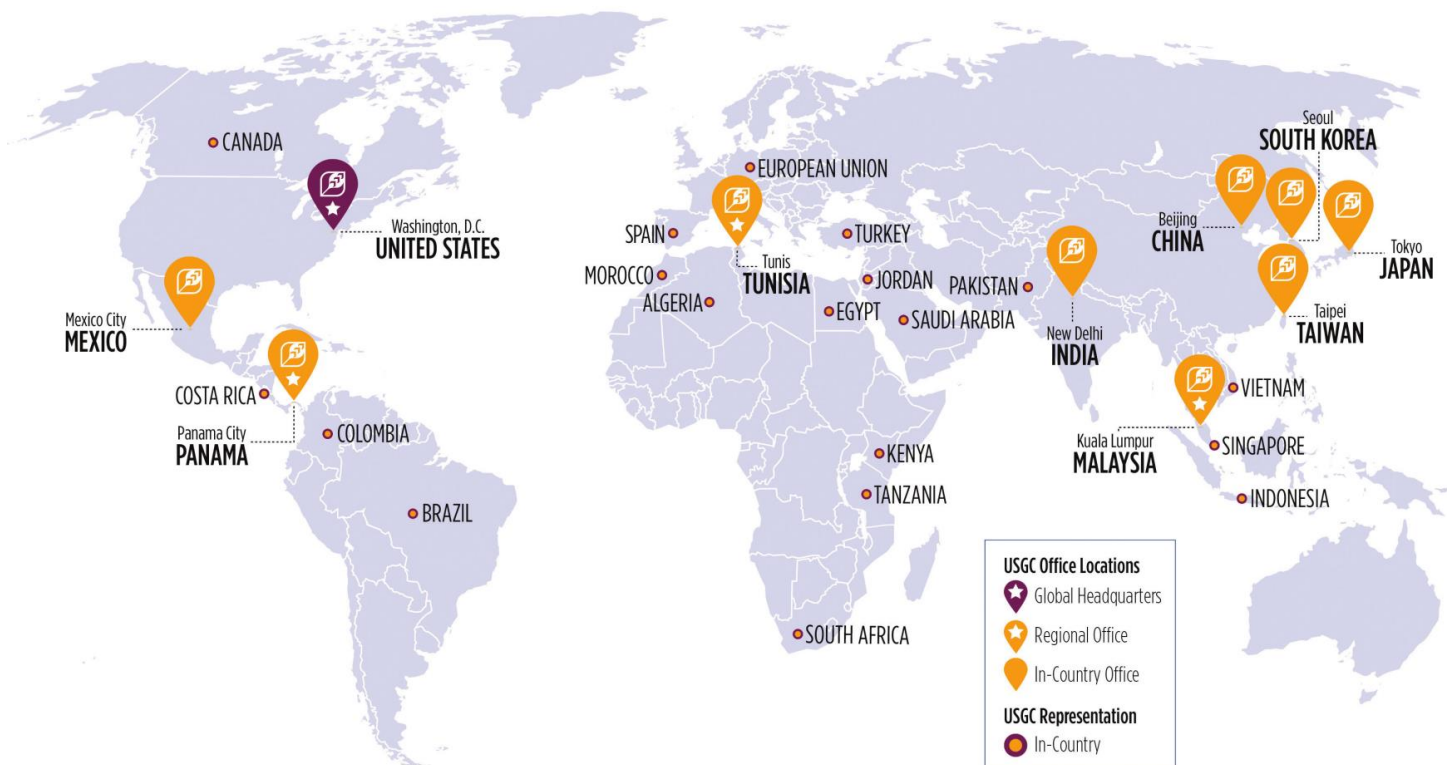 CANADA
Washington, D.C.
UNITED STATES
Mexico City
MEXICO
COSTA RICA
Panama City
PANAMA
COLOMBIA
BRAZIL
EUROPEAN UNION
SPAIN
TURKEY
Tunis
TUNISIA
MOROCCO
ALGERIA
JORDAN
EGYPT
SAUDI ARABIA
PAKISTAN
New Delhi
INDIA
KENYA
TANZANIA
SOUTH AFRICA
Seoul
SOUTH KOREA
Beijing
CHINA
Tokyo
JAPAN
Taipei
TAIWAN
VIETNAM
Kuala Lumpur
MALAYSIA
SINGAPORE
INDONESIA
USGC Office Locations
Global Headquarters
Regional Office
In-Country Office
USGC Representation
In-Country